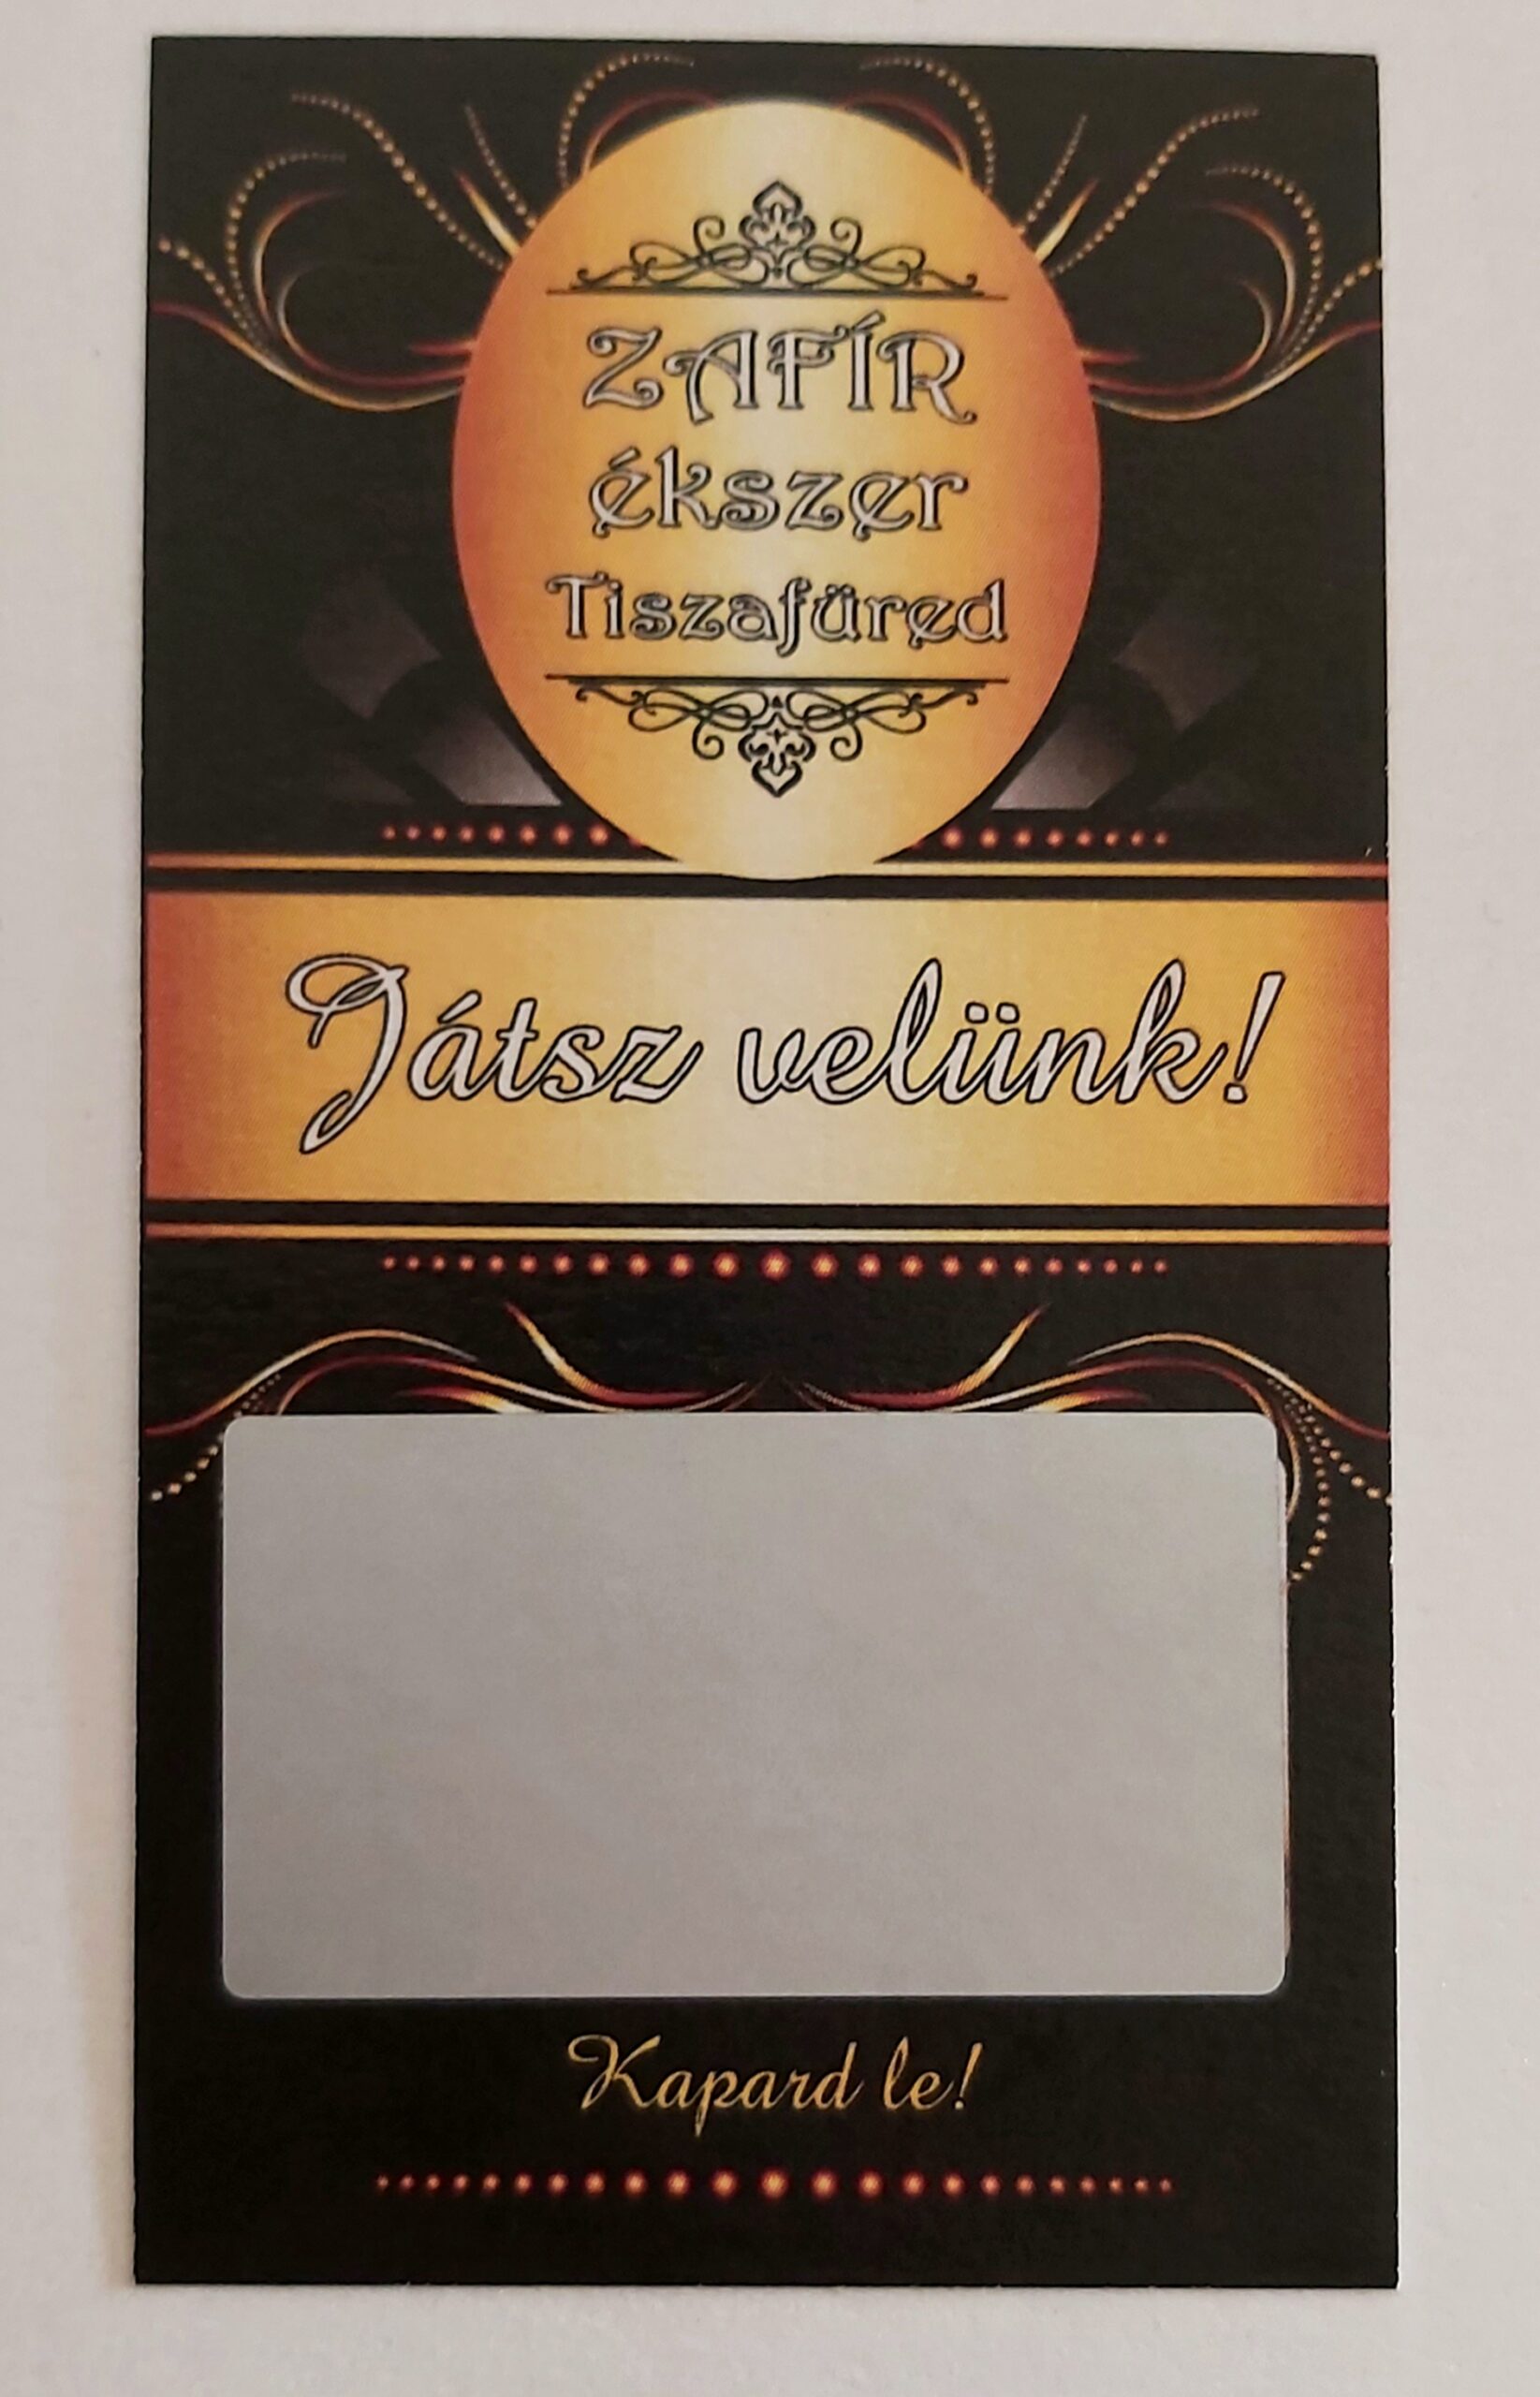 ZAFÍR
ékszer
Tiszafüred
Játsz velünk!
Kapard le!